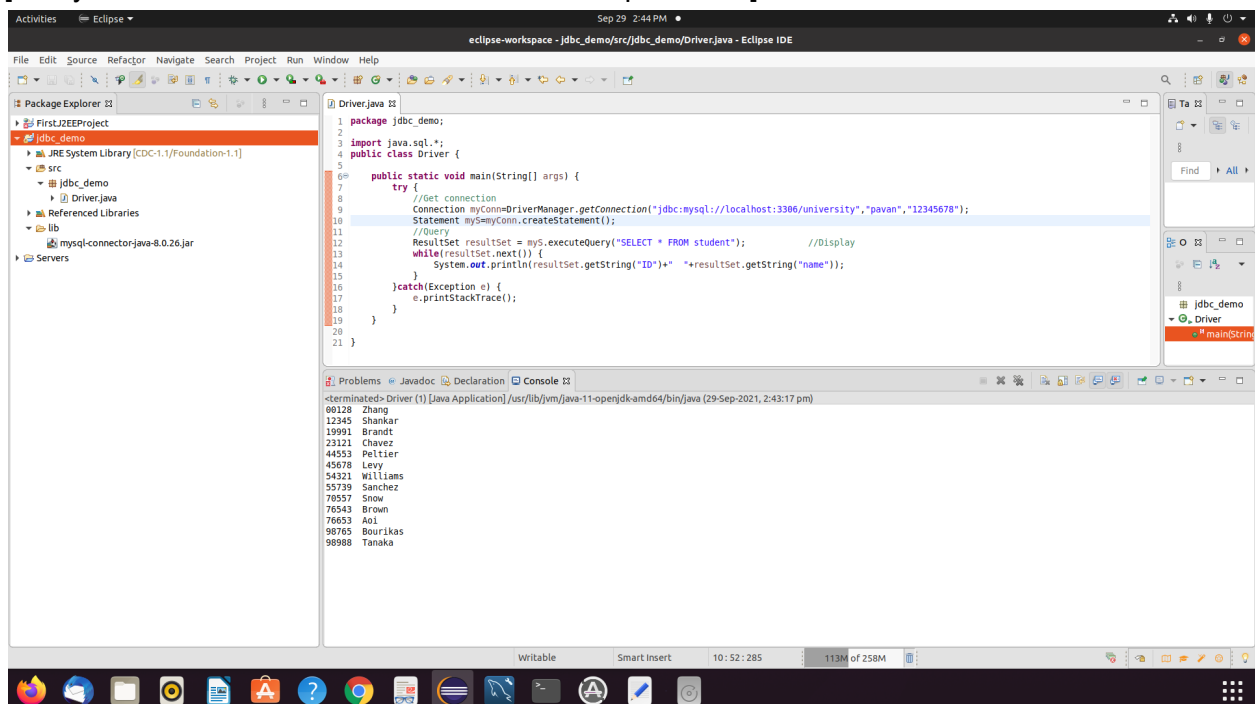 Activities Eclipse Sep 29 2:44 PM
eclipse-workspace - jdbc_demo/src/jdbc_demo/Driver.java - Eclipse IDE
File Edit Source Refactor Navigate Search Project Run Window Help
Package Explorer
FirstJ2EEProject
jdbc_demo
JRE System Library [CDC-1.1/Foundation-1.1]
src
jdbc_demo
Driver.java
Referenced Libraries
lib
mysql-connector-java-8.0.26.jar
Servers
Driver.java
1 package jdbc_demo;
2
3 import java.sql.*;
4 public class Driver {
5
6 public static void main(String[] args) {
7 try {
8 //Get connection
9 Connection myConn=DriverManager.getConnection("jdbc:mysql://localhost:3306/university","pavan","12345678");
10 Statement myS=myConn.createStatement();
11 //Query
12 ResultSet resultSet = myS.executeQuery("SELECT * FROM student"); //Display
13 while(resultSet.next()) {
14 System.out.println(resultSet.getString("ID")+" "+resultSet.getString("name"));
15 }
16 }catch(Exception e) {
17 e.printStackTrace();
18 }
19 }
20
21 }
Ta
Find All
O
jdbc_demo
Driver
main(String
Problems Javadoc Declaration Console
<terminated> Driver (1) [Java Application] /usr/lib/jvm/java-11-openjdk-amd64/bin/java (29-Sep-2021, 2:43:17 pm)
00128 Zhang
12345 Shankar
19991 Brandt
23121 Chavez
44553 Peltier
45678 Levy
54321 Williams
55739 Sanchez
70557 Snow
76543 Brown
76653 Aoi
98765 Bourikas
98988 Tanaka
Writable Smart Insert 10 : 52 : 285 113M of 258M